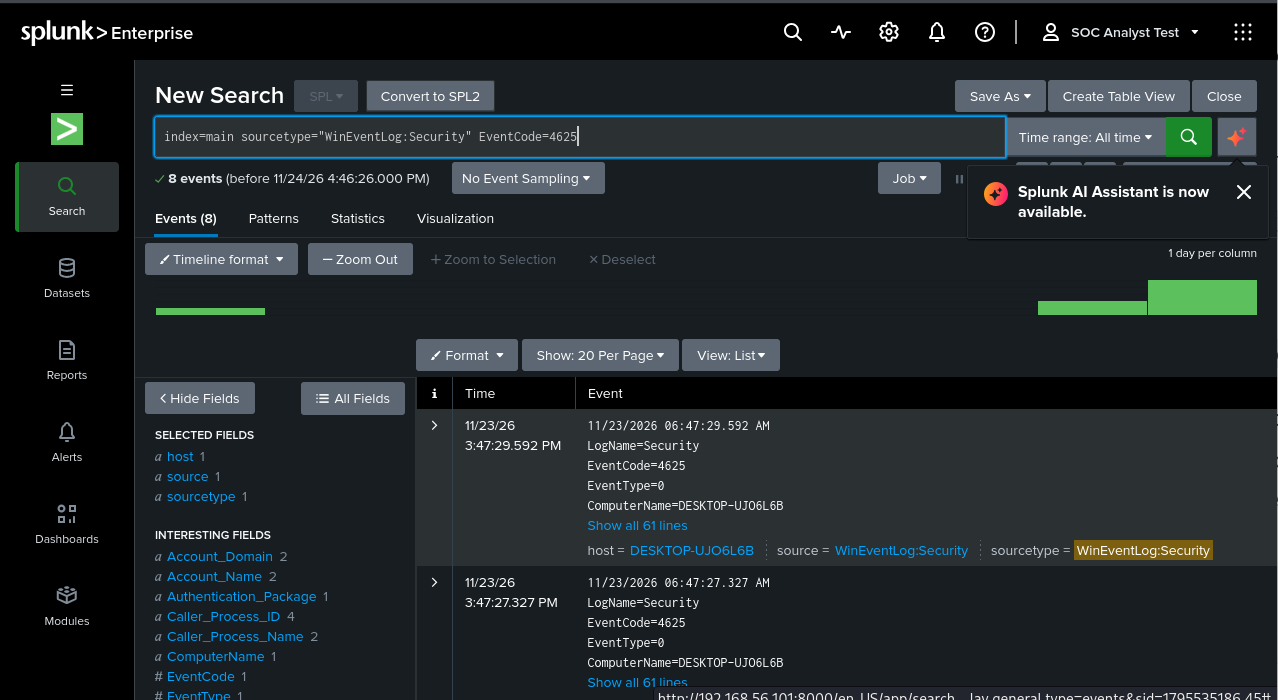 splunk> Enterprise
SOC Analyst Test
New Search
SPL
Convert to SPL2
Save As
Create Table View
Close
index=main sourcetype="WinEventLog:Security" EventCode=4625
Time range: All time
8 events (before 11/24/26 4:46:26.000 PM)
No Event Sampling
Job
Splunk AI Assistant is now
available.
Search
Datasets
Reports
Alerts
Dashboards
Modules
Events (8)
Patterns
Statistics
Visualization
Timeline format
Zoom Out
Zoom to Selection
Deselect
1 day per column
Format
Show: 20 Per Page
View: List
Hide Fields
All Fields
SELECTED FIELDS
a host 1
a source 1
a sourcetype 1
INTERESTING FIELDS
a Account_Domain 2
a Account_Name 2
a Authentication_Package 1
a Caller_Process_ID 4
a Caller_Process_Name 2
a ComputerName 1
# EventCode 1
# EventType 1
i
Time
Event
11/23/26
3:47:29.592 PM
11/23/2026 06:47:29.592 AM
LogName=Security
EventCode=4625
EventType=0
ComputerName=DESKTOP-UJO6L6B
Show all 61 lines
host = DESKTOP-UJO6L6B source = WinEventLog:Security sourcetype = WinEventLog:Security
11/23/26
3:47:27.327 PM
11/23/2026 06:47:27.327 AM
LogName=Security
EventCode=4625
EventType=0
ComputerName=DESKTOP-UJO6L6B
Show all 61 lines